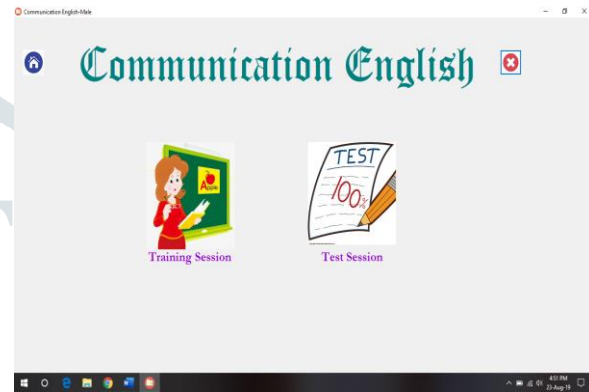 Communication English-Male
Communication English
Apple
TEST
100%
Training Session
Test Session
4:51 PM
23-Aug-19